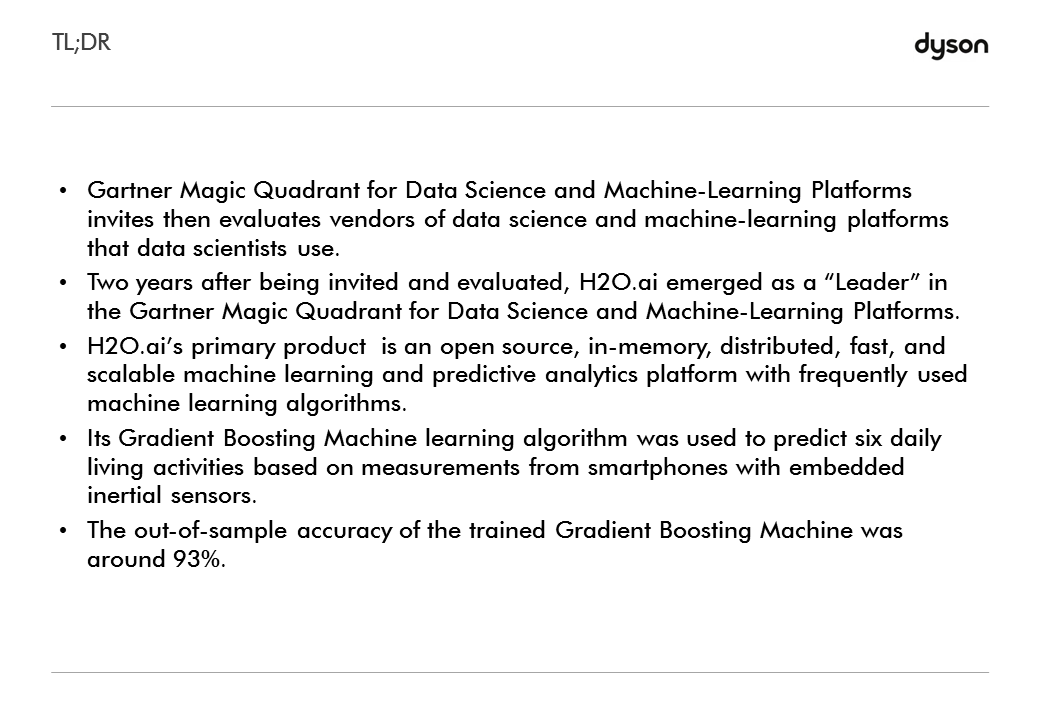 TL;DR
dyson
• Gartner Magic Quadrant for Data Science and Machine-Learning Platforms
invites then evaluates vendors of data science and machine-learning platforms
that data scientists use.
• Two years after being invited and evaluated, H2O.ai emerged as a “Leader” in
the Gartner Magic Quadrant for Data Science and Machine-Learning Platforms.
• H2O.ai’s primary product  is an open source, in-memory, distributed, fast, and
scalable machine learning and predictive analytics platform with frequently used
machine learning algorithms.
• Its Gradient Boosting Machine learning algorithm was used to predict six daily
living activities based on measurements from smartphones with embedded
inertial sensors.
• The out-of-sample accuracy of the trained Gradient Boosting Machine was
around 93%.